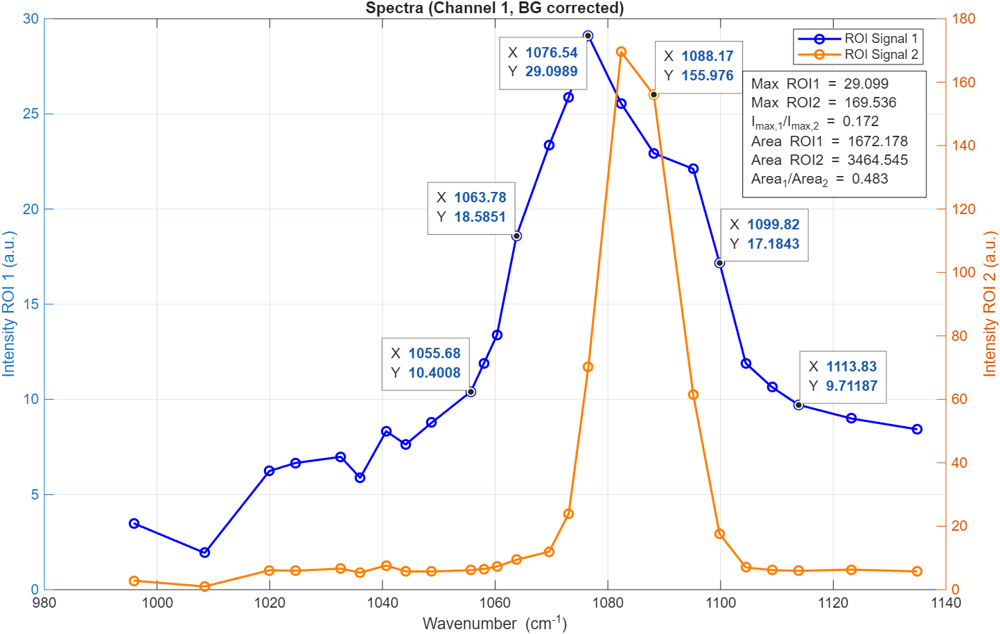 Spectra (Channel 1, BG corrected)
30
25
20
15
10
5
0
Intensity ROI 1 (a.u.)
180
160
140
120
100
80
60
40
20
0
Intensity ROI 2 (a.u.)
ROI Signal 1
ROI Signal 2
Max ROI1 = 29.099
Max ROI2 = 169.536
Imax,1/Imax,2 = 0.172
Area ROI1 = 1672.178
Area ROI2 = 3464.545
Area1/Area2 = 0.483
X 1076.54
Y 29.0989
X 1088.17
Y 155.976
X 1063.78
Y 18.5851
X 1099.82
Y 17.1843
X 1055.68
Y 10.4008
X 1113.83
Y 9.71187
980 1000 1020 1040 1060 1080 1100 1120 1140
Wavenumber (cm-1)